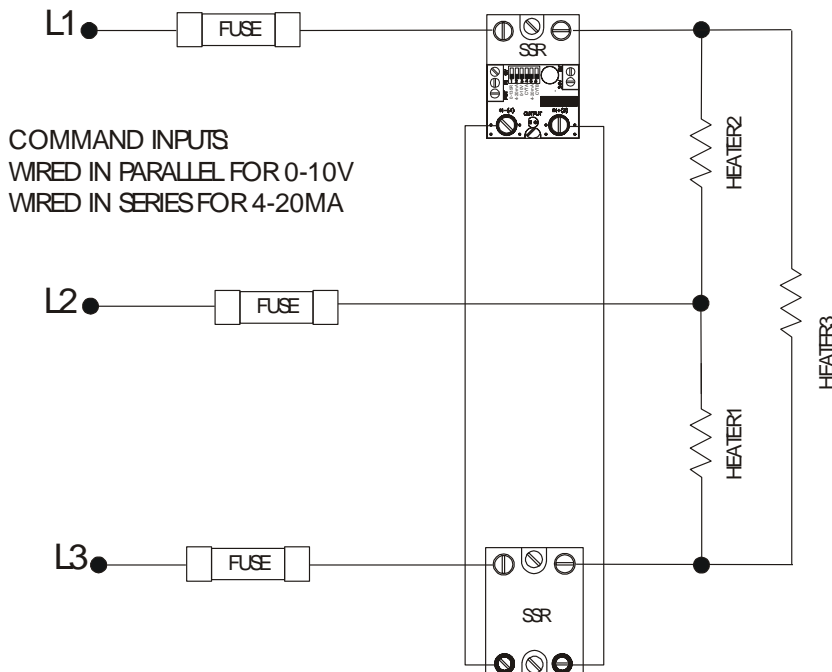 L1
FUSE
SSR
OUTPUT
COMMAND INPUTS
WIRED IN PARALLEL FOR 0-10V
WIRED IN SERIES FOR 4-20MA
HEATER2
L2
FUSE
HEATER3
HEATER1
L3
FUSE
SSR